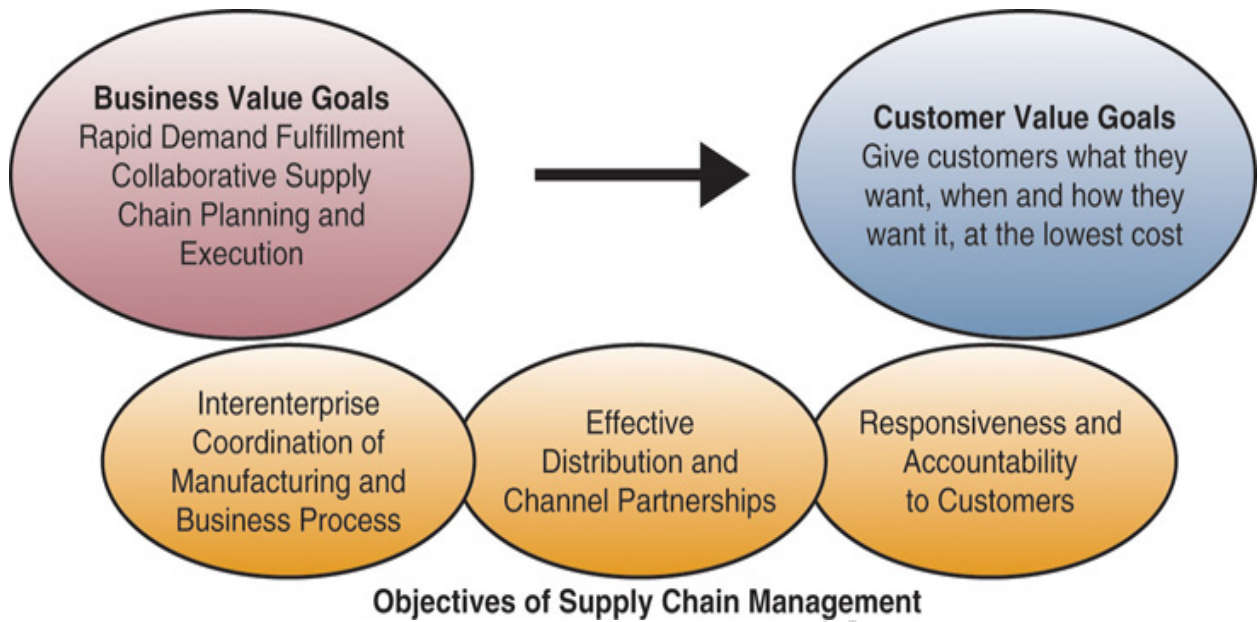 Business Value Goals
Rapid Demand Fulfillment
Collaborative Supply
Chain Planning and
Execution
Customer Value Goals
Give customers what they
want, when and how they
want it, at the lowest cost
Interenterprise
Coordination of
Manufacturing and
Business Process
Effective
Distribution and
Channel Partnerships
Responsiveness and
Accountability
to Customers
Objectives of Supply Chain Management